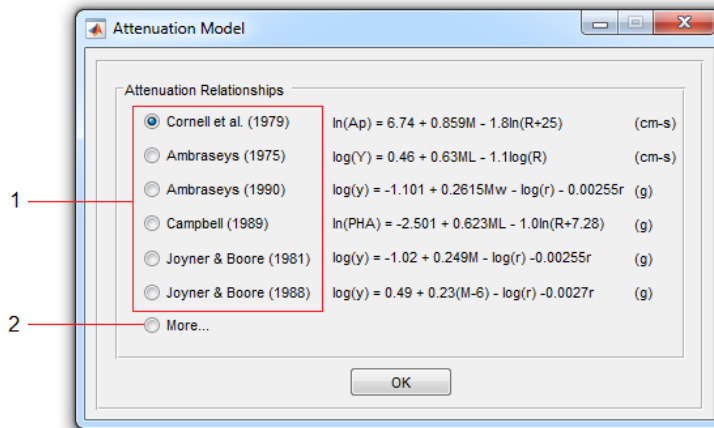 Attenuation Model
Attenuation Relationships
Cornell et al. (1979) ln(Ap) = 6.74 + 0.859M - 1.8ln(R+25) (cm-s)
Ambraseys (1975) log(Y) = 0.46 + 0.63ML - 1.1log(R) (cm-s)
Ambraseys (1990) log(y) = -1.101 + 0.2615Mw - log(r) - 0.00255r (g)
1
Campbell (1989) ln(PHA) = -2.501 + 0.623ML - 1.0ln(R+7.28) (g)
Joyner & Boore (1981) log(y) = -1.02 + 0.249M - log(r) -0.00255r (g)
Joyner & Boore (1988) log(y) = 0.49 + 0.23(M-6) - log(r) -0.0027r (g)
2 More...
OK